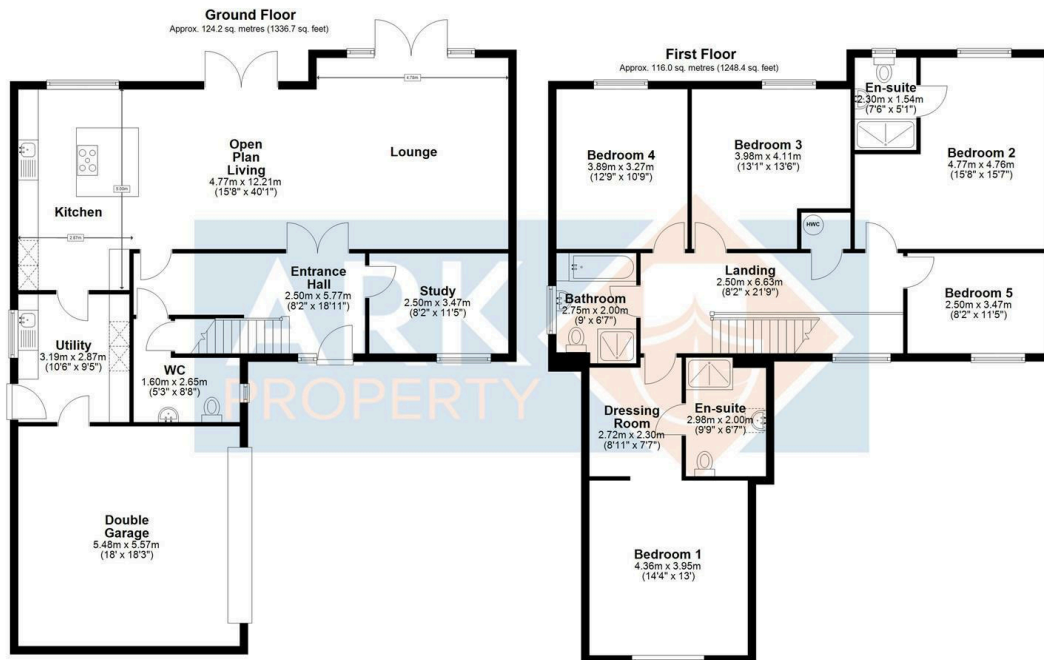 Ground Floor
Approx. 124.2 sq. metres (1336.7 sq. feet)
4.74m
Open
Plan
Living
4.77m x 12.21m
(15'8" x 40'1")
Lounge
Kitchen
2.87m
Entrance
Hall
2.50m x 5.77m
(8'2" x 18'11")
Study
2.50m x 3.47m
(8'2" x 11'5")
Utility
3.19m x 2.87m
(10'6" x 9'5")
WC
1.60m x 2.65m
(5'3" x 8'8")
Double
Garage
5.48m x 5.57m
(18' x 18'3")
First Floor
Approx. 116.0 sq. metres (1248.4 sq. feet)
En-suite
2.30m x 1.54m
(7'6" x 5'1")
Bedroom 4
3.89m x 3.27m
(12'9" x 10'9")
Bedroom 3
3.98m x 4.11m
(13'1" x 13'6")
Bedroom 2
4.77m x 4.76m
(15'8" x 15'7")
HWC
Landing
2.50m x 6.63m
(8'2" x 21'9")
Bathroom
2.75m x 2.00m
(9' x 6'7")
Bedroom 5
2.50m x 3.47m
(8'2" x 11'5")
Dressing
Room
2.72m x 2.30m
(8'11" x 7'7")
En-suite
2.98m x 2.00m
(9'9" x 6'7")
Bedroom 1
4.36m x 3.95m
(14'4" x 13')
ARK
PROPERTY